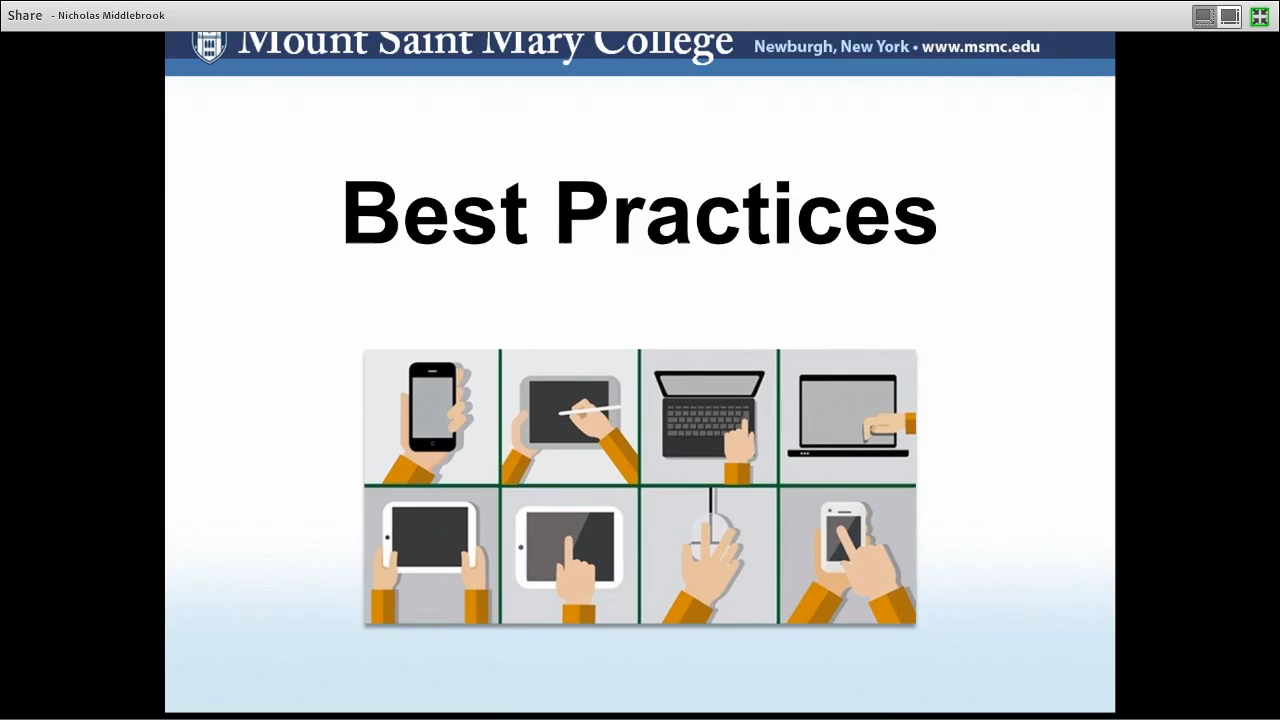 Share - Nicholas Middlebrook
Mount Saint Mary College Newburgh, New York • www.msmc.edu
Best Practices